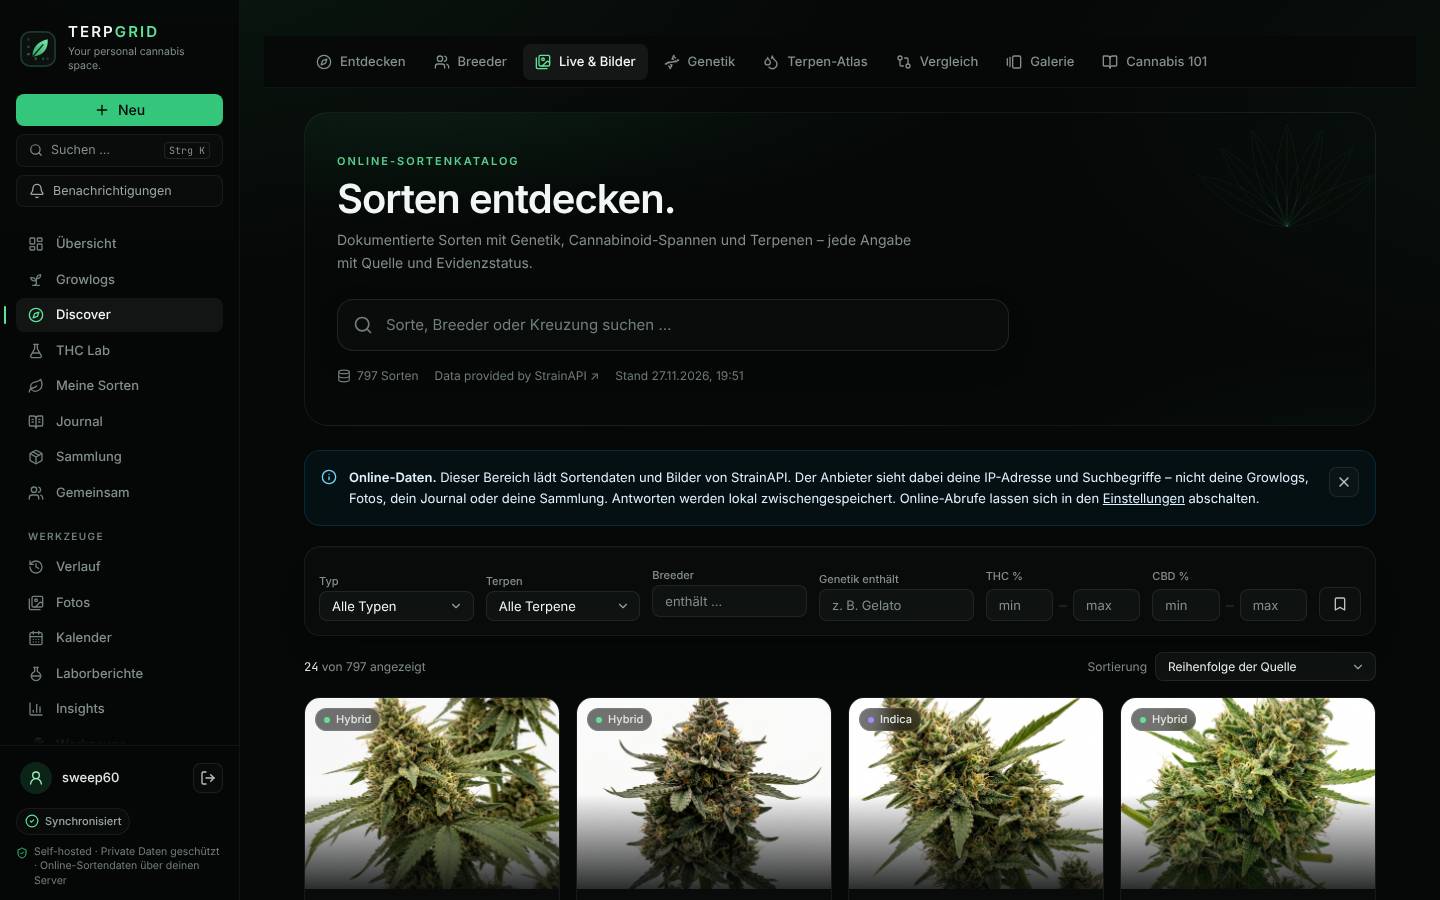 TERPGRID
Your personal cannabis
space.
Neu
Suchen ...
Strg K
Benachrichtigungen
Übersicht
Growlogs
Discover
THC Lab
Meine Sorten
Journal
Sammlung
Gemeinsam
WERKZEUGE
Verlauf
Fotos
Kalender
Laborberichte
Insights
sweep60
Synchronisiert
Self-hosted · Private Daten geschützt
· Online-Sortendaten über deinen
Server
Entdecken
Breeder
Live & Bilder
Genetik
Terpen-Atlas
Vergleich
Galerie
Cannabis 101
ONLINE-SORTENKATALOG
Sorten entdecken.
Dokumentierte Sorten mit Genetik, Cannabinoid-Spannen und Terpenen – jede Angabe
mit Quelle und Evidenzstatus.
Sorte, Breeder oder Kreuzung suchen ...
797 Sorten
Data provided by StrainAPI ↗
Stand 27.11.2026, 19:51
Online-Daten. Dieser Bereich lädt Sortendaten und Bilder von StrainAPI. Der Anbieter sieht dabei deine IP-Adresse und Suchbegriffe – nicht deine Growlogs,
Fotos, dein Journal oder deine Sammlung. Antworten werden lokal zwischengespeichert. Online-Abrufe lassen sich in den Einstellungen abschalten.
Typ
Alle Typen
Terpen
Alle Terpene
Breeder
enthält ...
Genetik enthält
z. B. Gelato
THC %
min – max
CBD %
min – max
24 von 797 angezeigt
Sortierung
Reihenfolge der Quelle
Hybrid
Hybrid
Indica
Hybrid